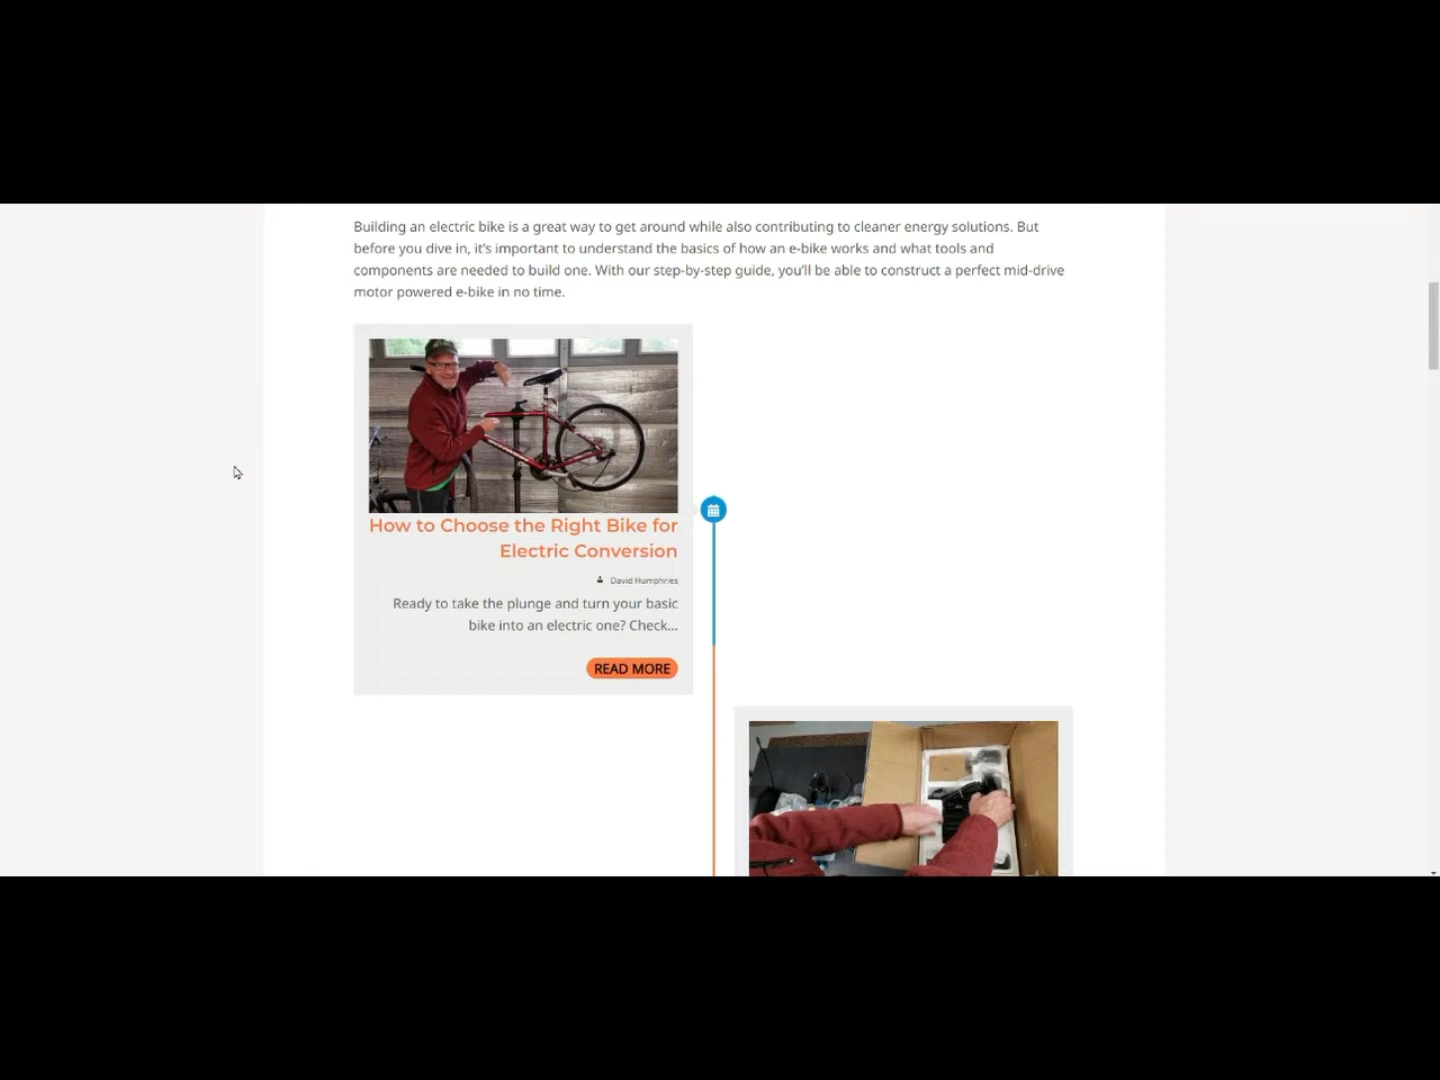 Building an electric bike is a great way to get around while also contributing to cleaner energy solutions. But
before you dive in, it’s important to understand the basics of how an e-bike works and what tools and
components are needed to build one. With our step-by-step guide, you’ll be able to construct a perfect mid-drive
motor powered e-bike in no time.
How to Choose the Right Bike for
Electric Conversion
David Humphries
Ready to take the plunge and turn your basic
bike into an electric one? Check...
READ MORE